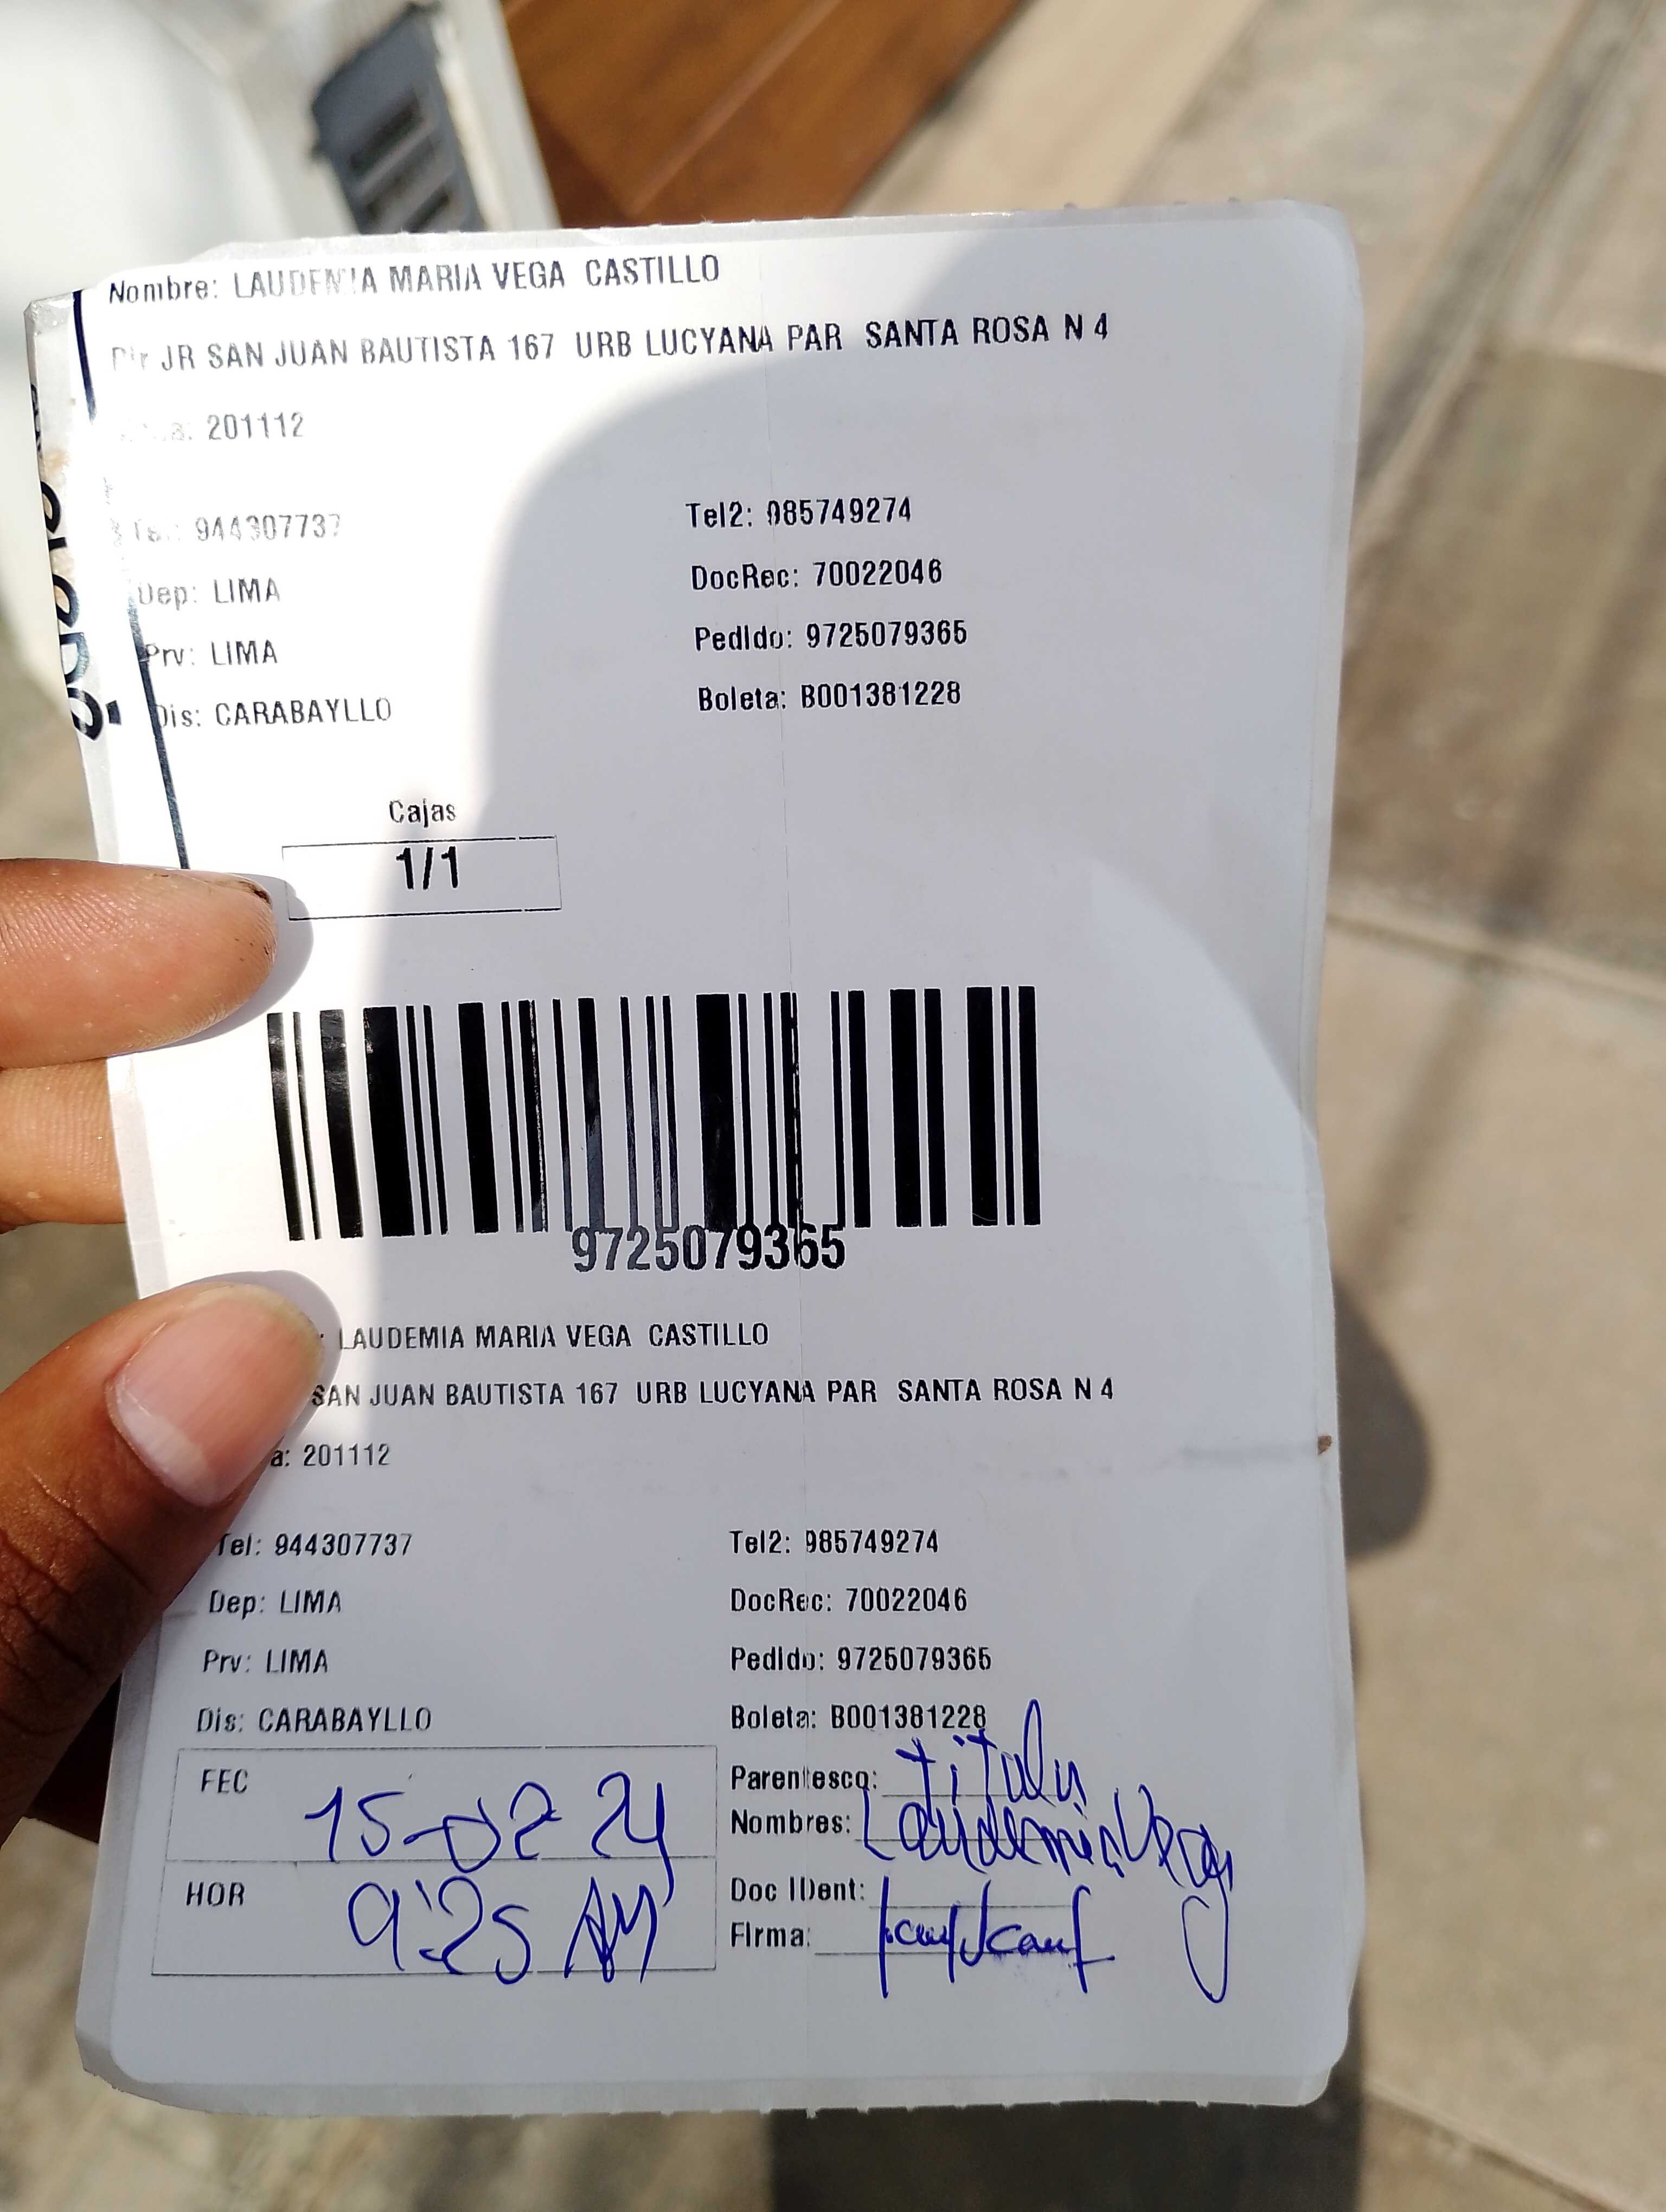 Nombre: LAUDEMIA MARIA VEGA CASTILLO
Dir JR SAN JUAN BAUTISTA 167 URB LUCYANA PAR SANTA ROSA N 4
a: 201112
Tel: 944307737 Tel2: 985749274
Dep: LIMA DocRec: 70022046
Prv: LIMA Pedido: 9725079365
Dis: CARABAYLLO Boleta: B001381228
Cajas
1/1
9725079365
: LAUDEMIA MARIA VEGA CASTILLO
SAN JUAN BAUTISTA 167 URB LUCYANA PAR SANTA ROSA N 4
a: 201112
Tel: 944307737 Tel2: 985749274
Dep: LIMA DocRec: 70022046
Prv: LIMA Pedido: 9725079365
Dis: CARABAYLLO Boleta: B001381228
FEC 15-02 24 Parentesco: titular
Nombres: Laudemia Vega
HOR 9:25 AM Doc IDent:
Firma: